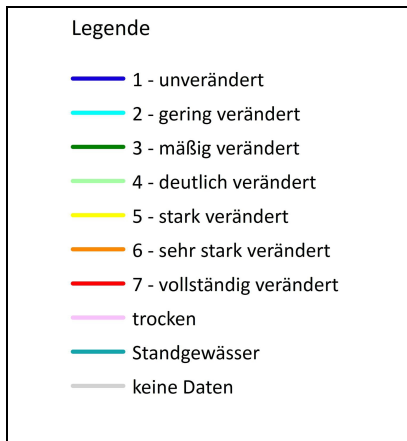 Legende
1 - unverändert
2 - gering verändert
3 - mäßig verändert
4 - deutlich verändert
5 - stark verändert
6 - sehr stark verändert
7 - vollständig verändert
trocken
Standgewässer
keine Daten